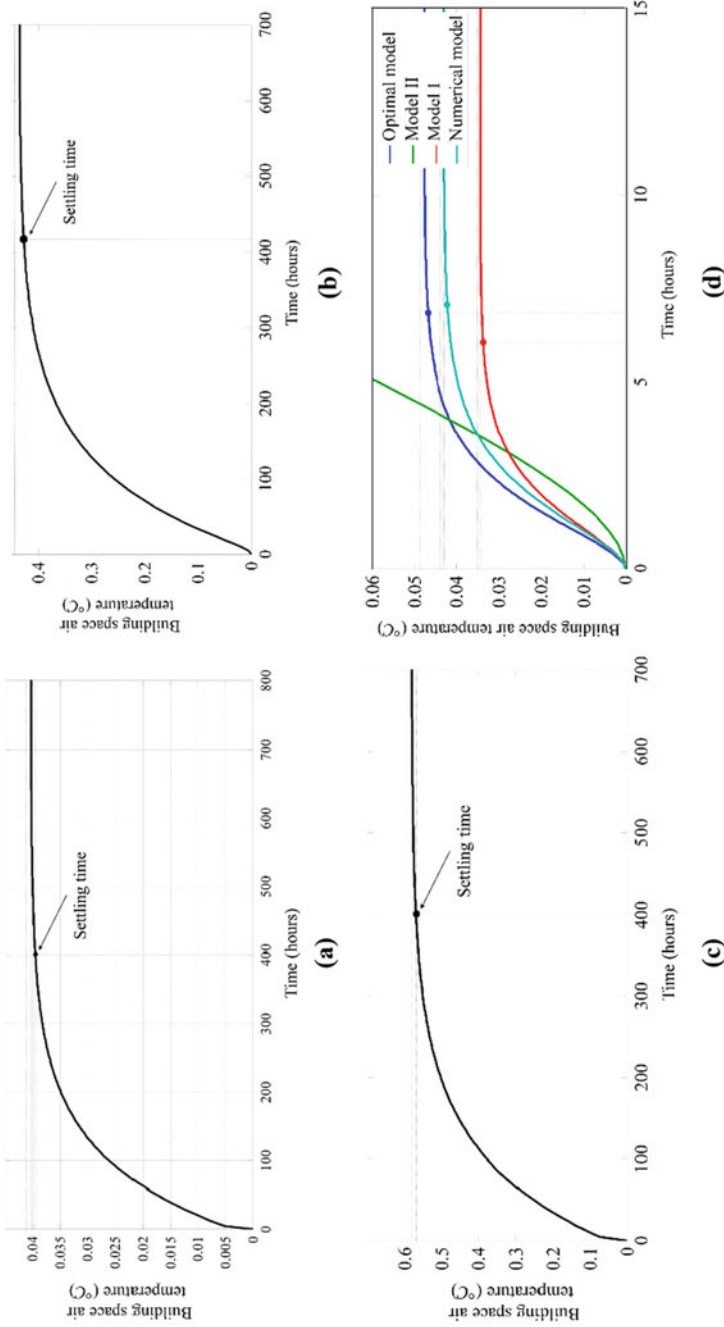 Building space air
temperature (°C)
0.04
0.035
0.03
0.025
0.02
0.015
0.01
0.005
0
100
200
300
400
500
600
700
800
Settling time
Time (hours)
(a)
Building space air
temperature (°C)
0.4
0.3
0.2
0.1
0
0
100
200
300
400
500
600
700
Settling time
Time (hours)
(b)
Building space air
temperature (°C)
0.6
0.5
0.4
0.3
0.2
0.1
0
0
100
200
300
400
500
600
700
Settling time
Time (hours)
(c)
Building space air temperature (°C)
0.06
0.05
0.04
0.03
0.02
0.01
0
0
5
10
15
Optimal model
Model II
Model I
Numerical model
Time (hours)
(d)